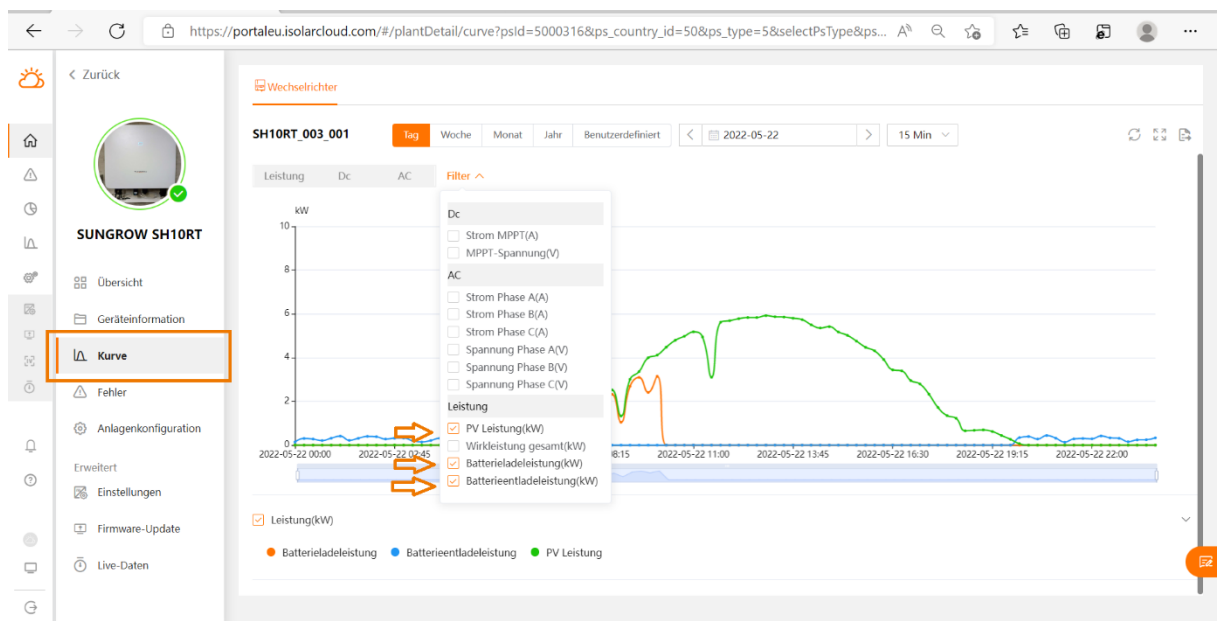 https://portaleu.isolarcloud.com/#/plantDetail/curve?psId=5000316&ps_country_id=50&ps_type=5&selectPsType&ps...
< Zurück
SUNGROW SH10RT
Übersicht
Geräteinformation
Kurve
Fehler
Anlagenkonfiguration
Erweitert
Einstellungen
Firmware-Update
Live-Daten
Wechselrichter
SH10RT_003_001
Tag Woche Monat Jahr Benutzerdefiniert < 2022-05-22 > 15 Min
Leistung Dc AC Filter
Dc
Strom MPPT(A)
MPPT-Spannung(V)
AC
Strom Phase A(A)
Strom Phase B(A)
Strom Phase C(A)
Spannung Phase A(V)
Spannung Phase B(V)
Spannung Phase C(V)
Leistung
PV Leistung(kW)
Wirkleistung gesamt(kW)
Batterieladeleistung(kW)
Batterieentladeleistung(kW)
kW
10
8
6
4
2
0
2022-05-22 00:00 2022-05-22 02:45 8:15 2022-05-22 11:00 2022-05-22 13:45 2022-05-22 16:30 2022-05-22 19:15 2022-05-22 22:00
Leistung(kW)
Batterieladeleistung Batterieentladeleistung PV Leistung